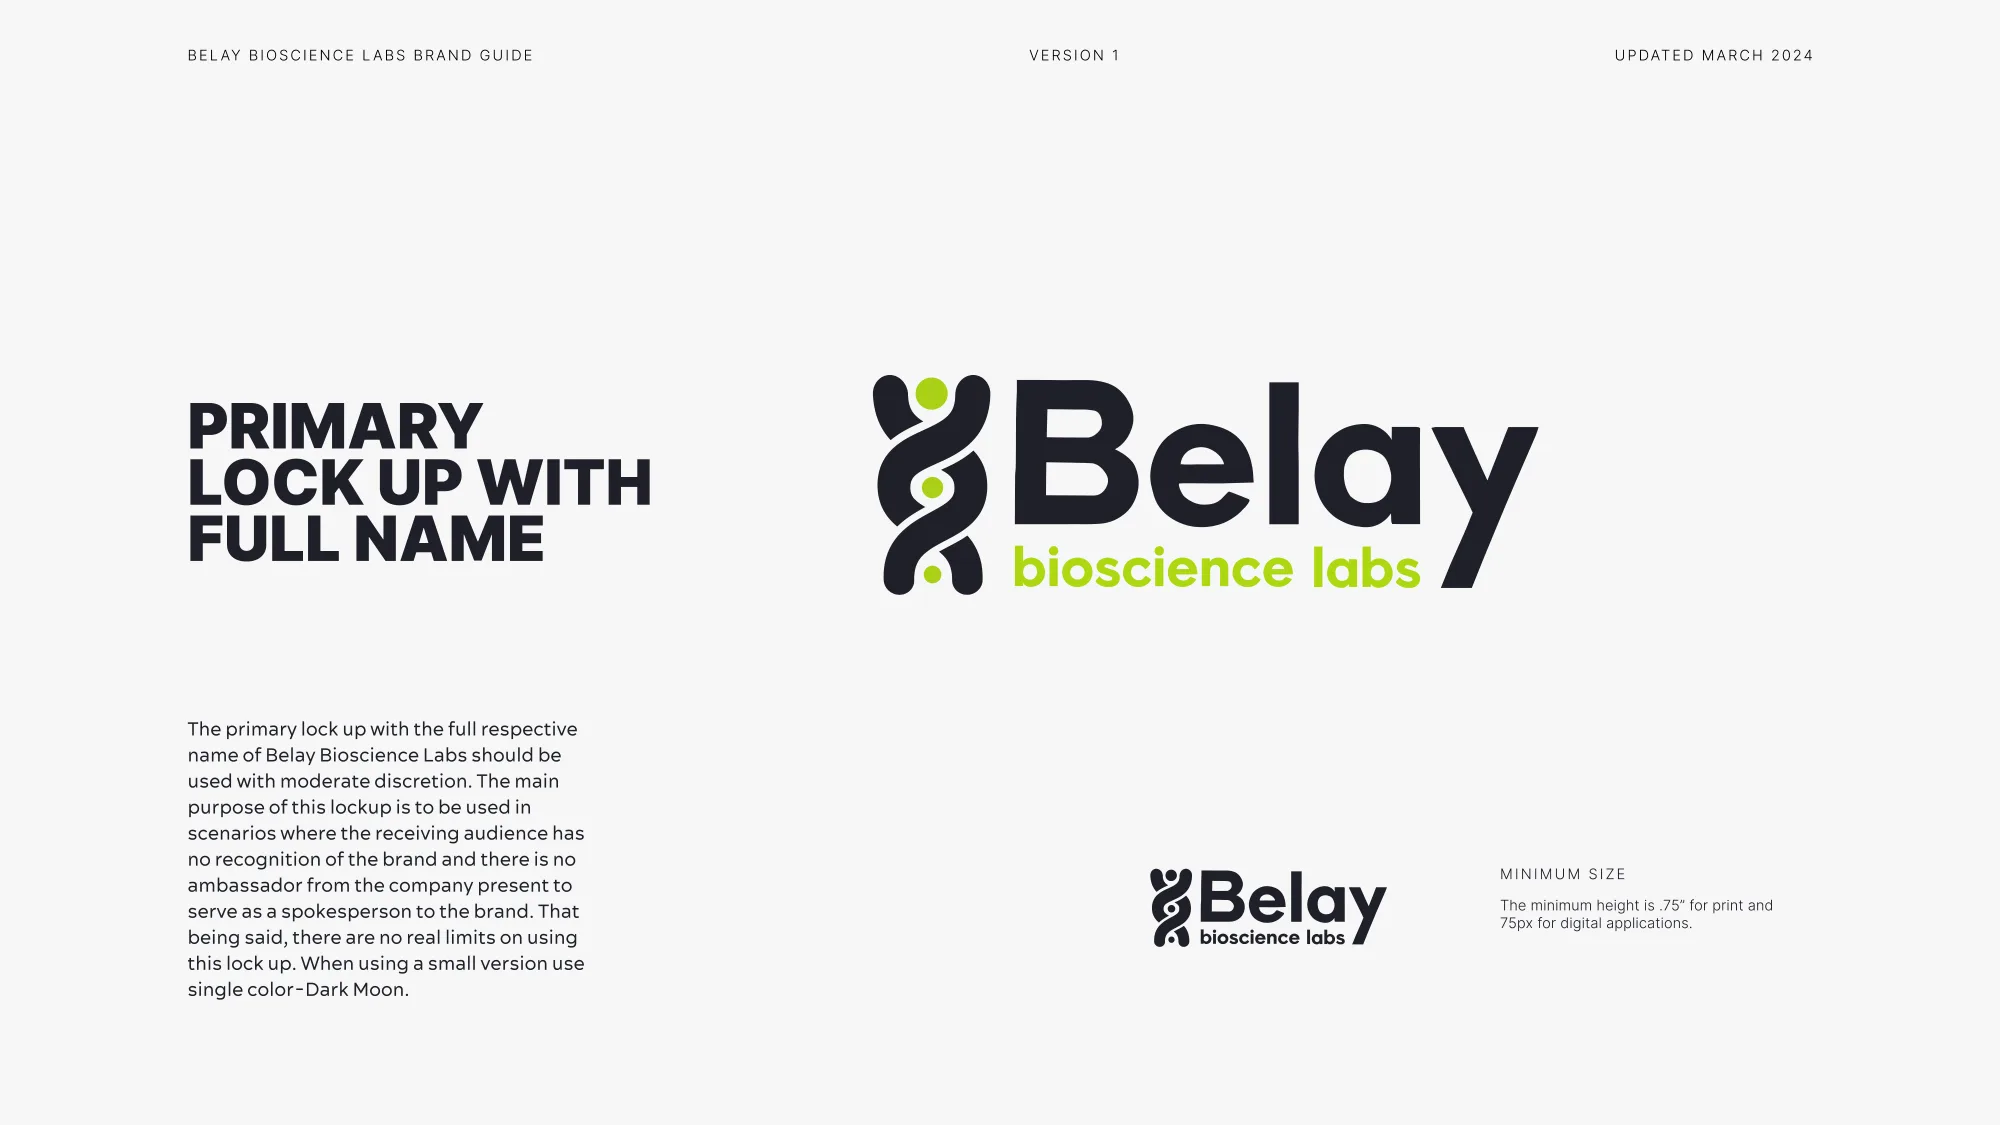 BELAY BIOSCIENCE LABS BRAND GUIDE
VERSION 1
UPDATED MARCH 2024
PRIMARY
LOCK UP WITH
FULL NAME
Belay
bioscience labs
The primary lock up with the full respective
name of Belay Bioscience Labs should be
used with moderate discretion. The main
purpose of this lockup is to be used in
scenarios where the receiving audience has
no recognition of the brand and there is no
ambassador from the company present to
serve as a spokesperson to the brand. That
being said, there are no real limits on using
this lock up. When using a small version use
single color–Dark Moon.
Belay
bioscience labs
MINIMUM SIZE
The minimum height is .75” for print and
75px for digital applications.